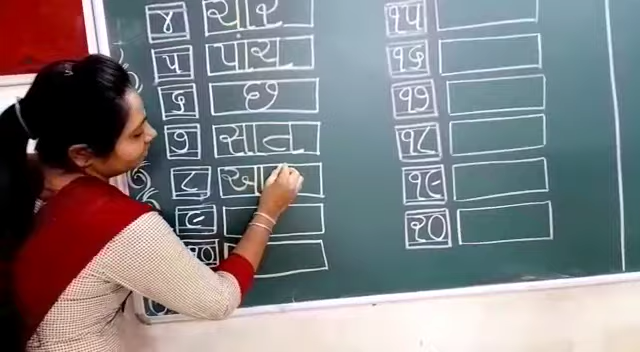 ૪ ચાર ૧૫
૫ પાંચ ૧૬
૬ છ ૧૭
૭ સાત ૧૮
૮ આ ૧૯
૯ ૨૦
૧૦